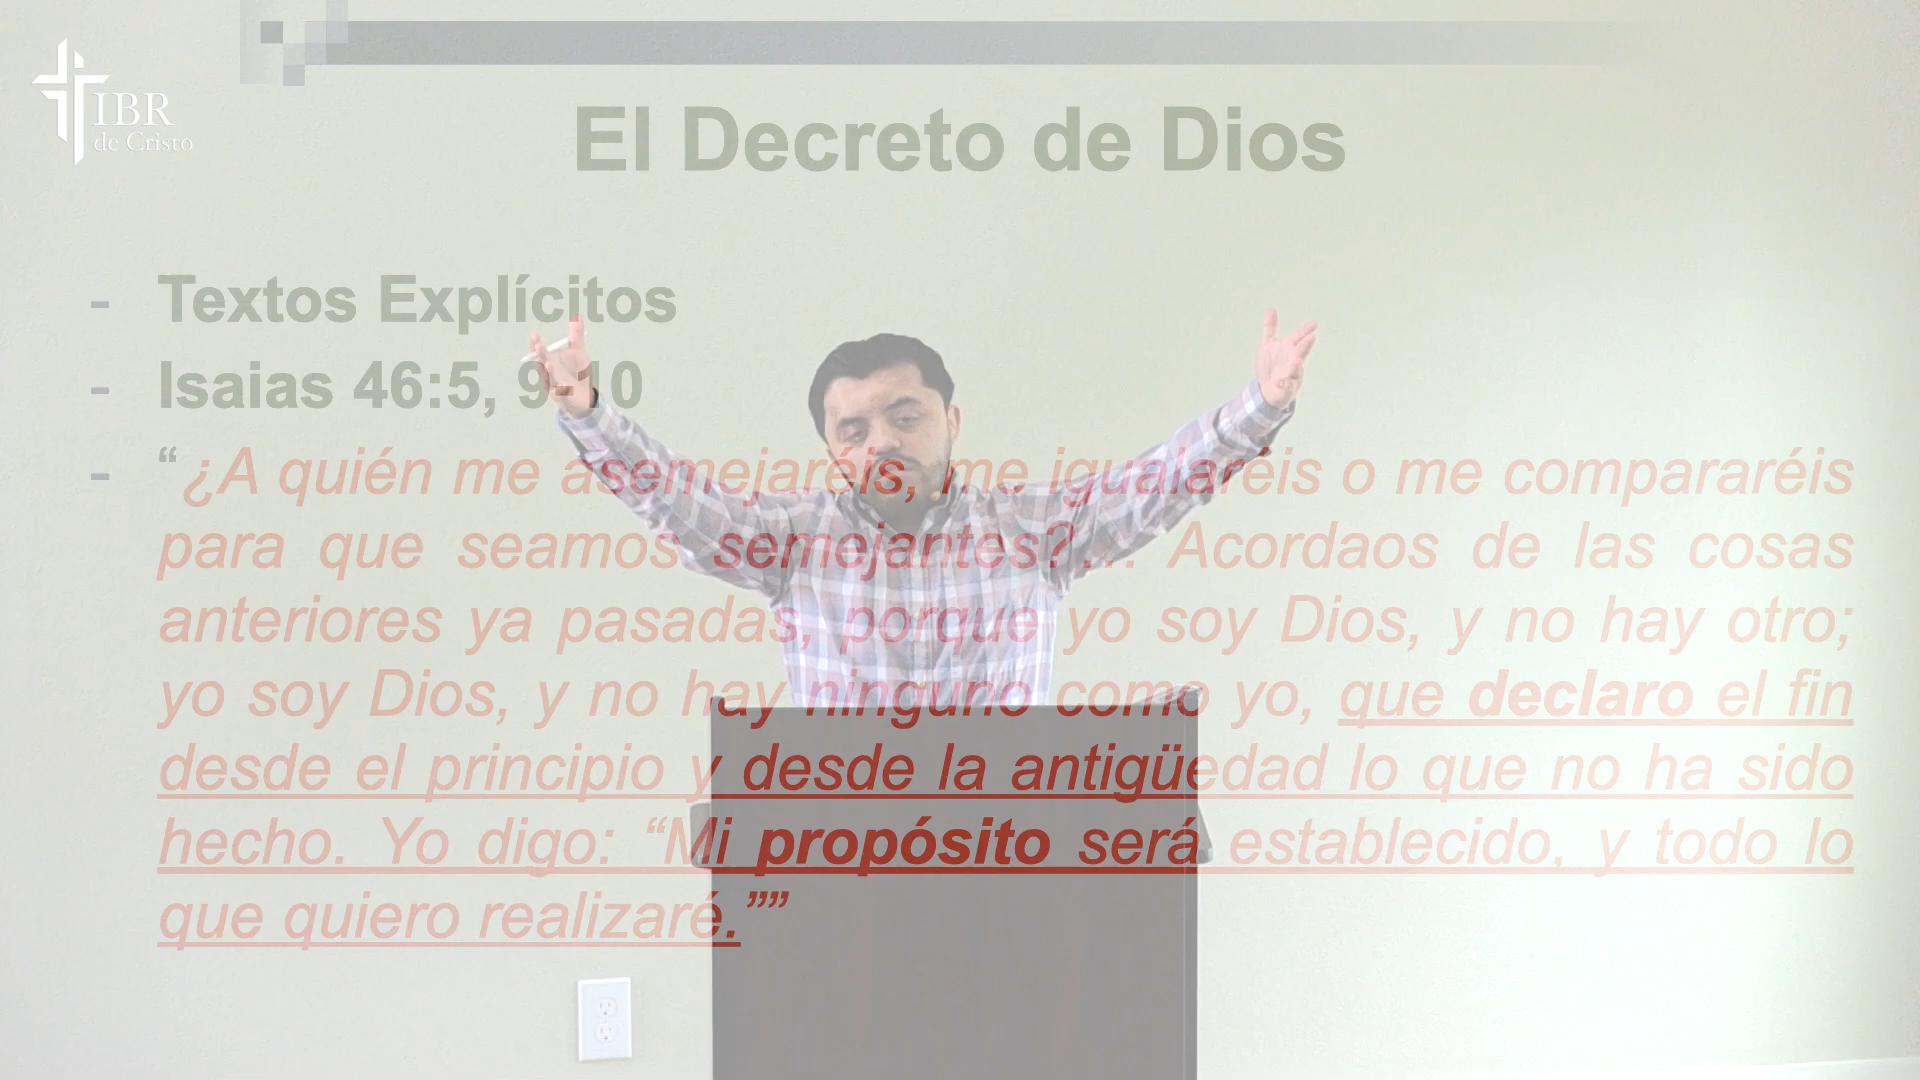 IBR
de Cristo
El Decreto de Dios
- Textos Explícitos
- Isaias 46:5, 9-10
- “ ¿A quién me asemejaréis, me igualaréis o me compararéis
para que seamos semejantes?… Acordaos de las cosas
anteriores ya pasadas, porque yo soy Dios, y no hay otro;
yo soy Dios, y no hay ninguno como yo, que declaro el fin
desde el principio y desde la antigüedad lo que no ha sido
hecho. Yo digo: “Mi propósito será establecido, y todo lo
que quiero realizaré.””